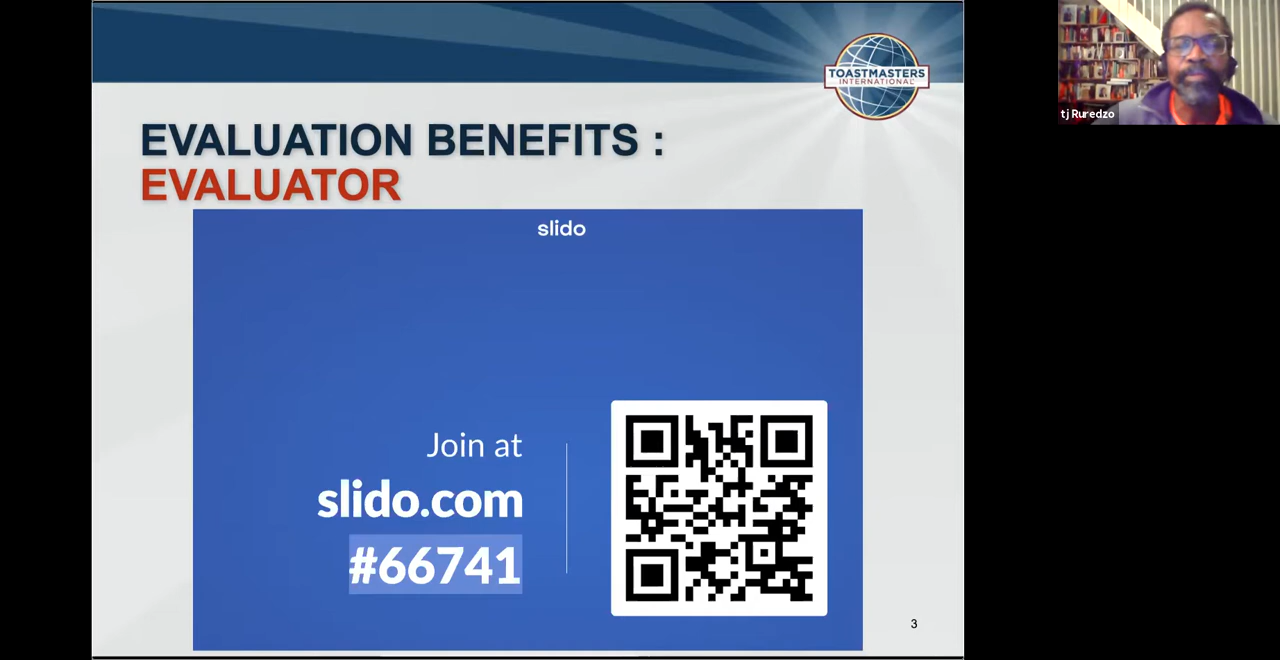 TOASTMASTERS
INTERNATIONAL
EVALUATION BENEFITS :
EVALUATOR
slido
Join at
slido.com
#66741
3
tj Ruredzo